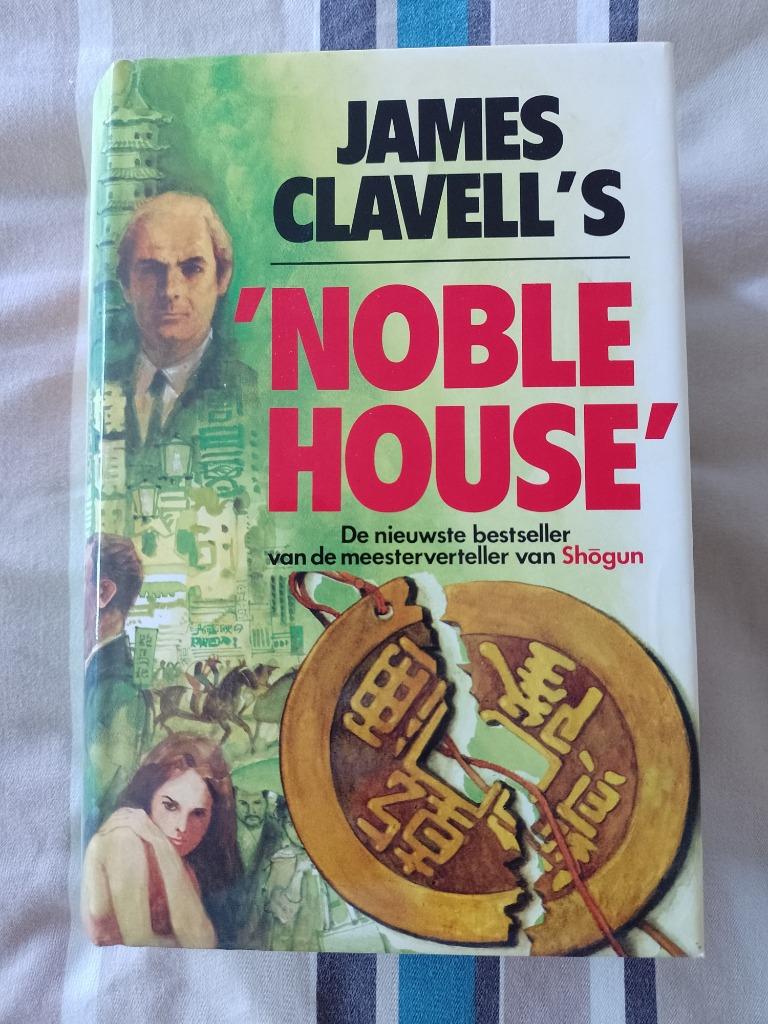 JAMES
CLAVELL'S
'NOBLE
HOUSE'
De nieuwste bestseller
van de meesterverteller van Shōgun